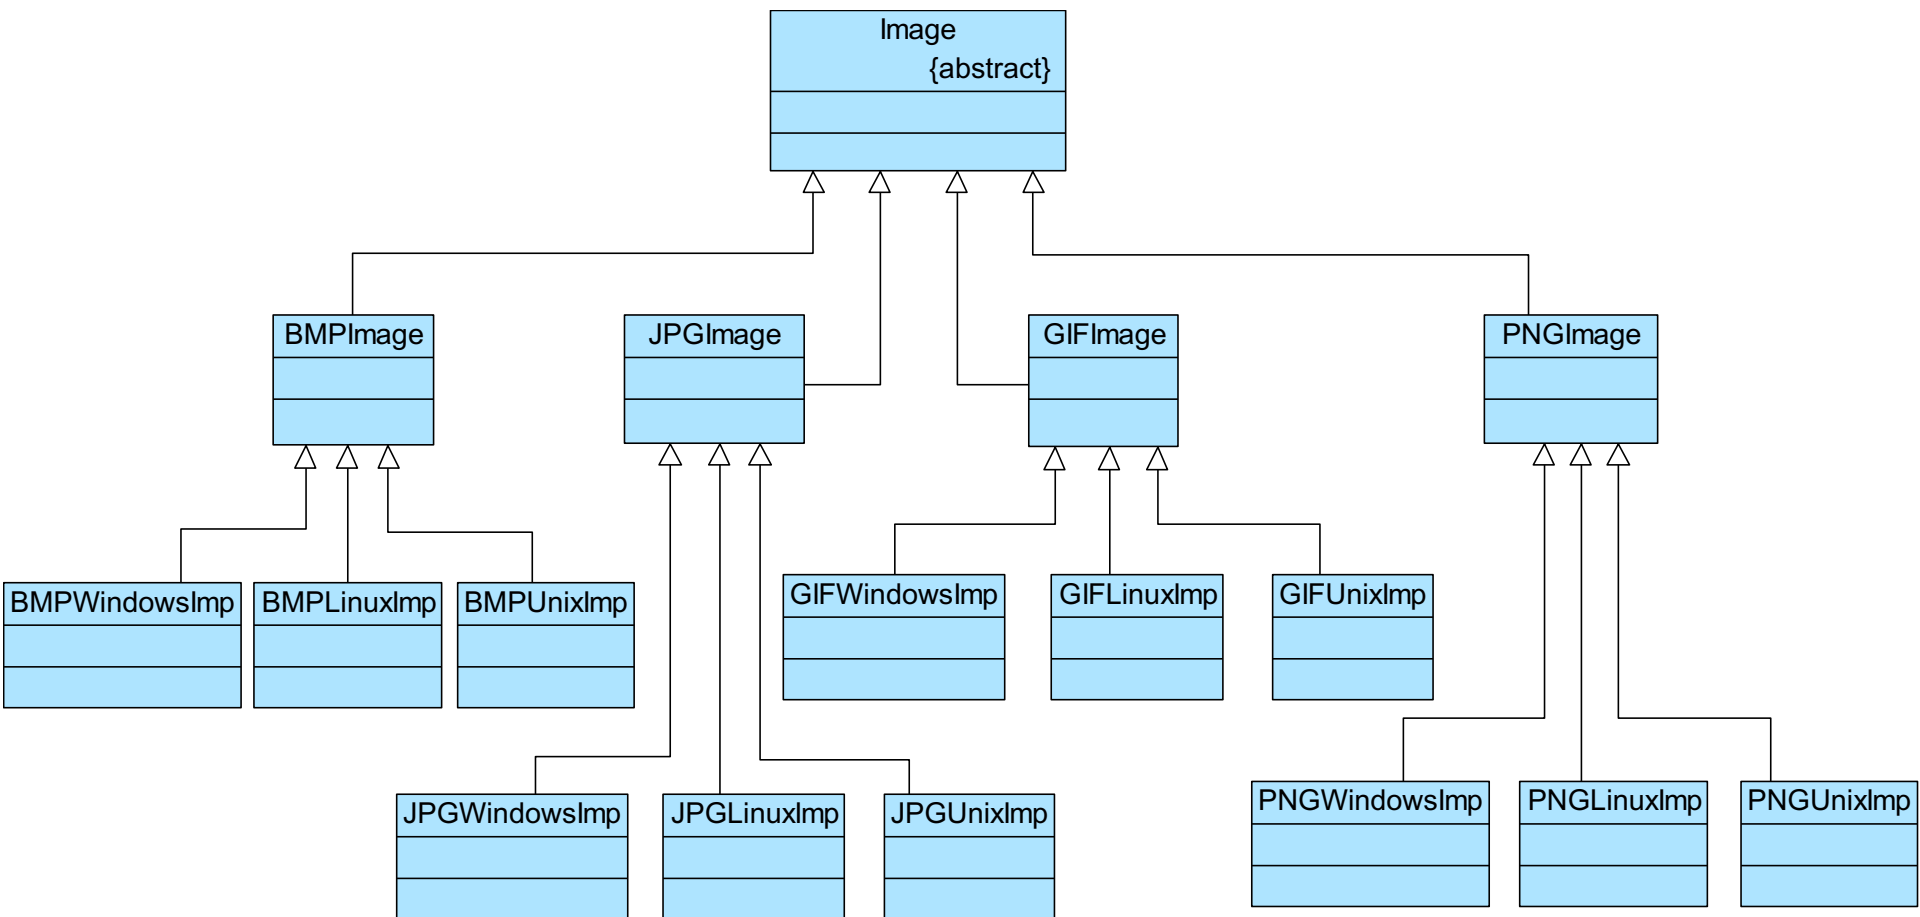 Image
{abstract}
BMPImage
JPGImage
GIFImage
PNGImage
BMPWindowsImp
BMPLinuxImp
BMPUnixImp
GIFWindowsImp
GIFLinuxImp
GIFUnixImp
JPGWindowsImp
JPGLinuxImp
JPGUnixImp
PNGWindowsImp
PNGLinuxImp
PNGUnixImp